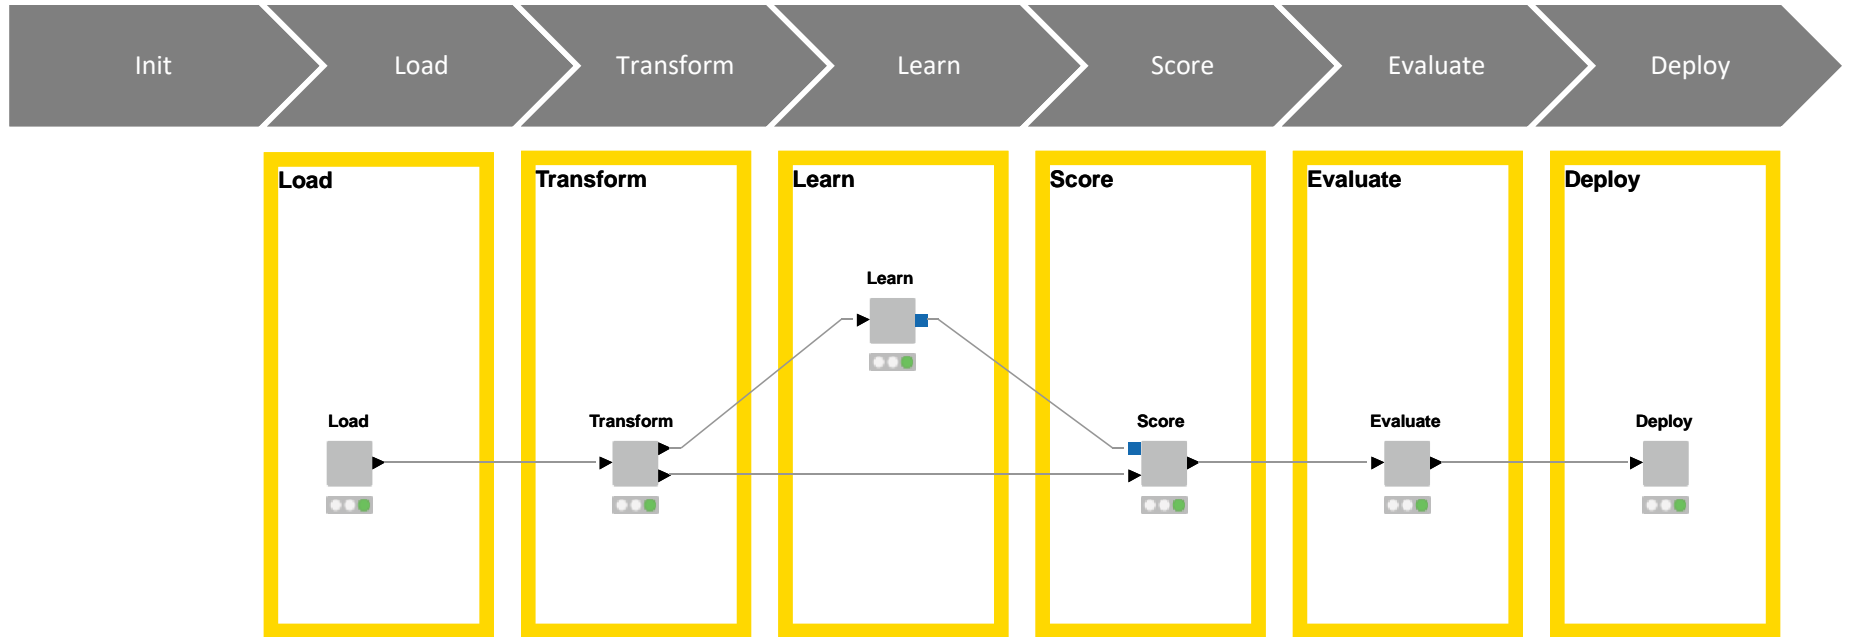 Init
Load
Transform
Learn
Score
Evaluate
Deploy
Load
Transform
Learn
Score
Evaluate
Deploy
Learn
Load
Transform
Score
Evaluate
Deploy